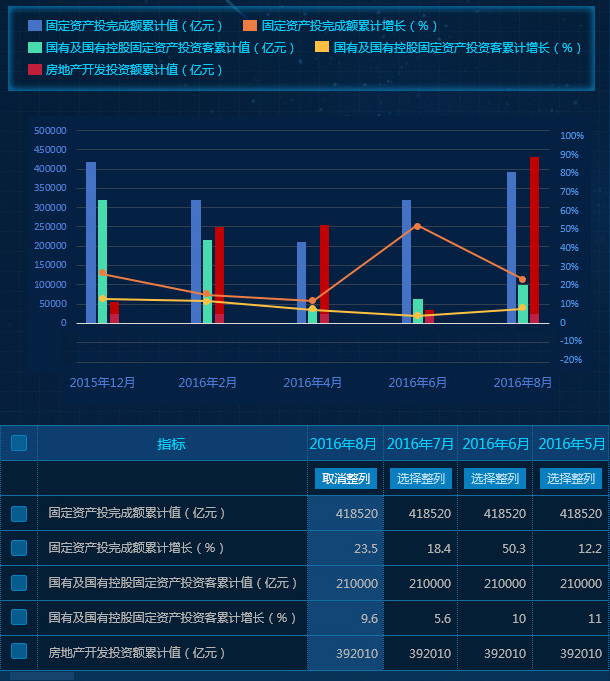 固定资产投完成额累计值（亿元） 固定资产投完成额累计增长（%）
国有及国有控股固定资产投资客累计值（亿元） 国有及国有控股固定资产投资客累计增长（%）
房地产开发投资额累计值（亿元）
500000 100%
450000 90%
400000 80%
350000 70%
300000 60%
250000 50%
200000 40%
150000 30%
100000 20%
50000 10%
0 0
-10%
-20%
2015年12月 2016年2月 2016年4月 2016年6月 2016年8月
指标 2016年8月 2016年7月 2016年6月 2016年5月
取消整列 选择整列 选择整列 选择整列
固定资产投完成额累计值（亿元） 418520 418520 418520 418520
固定资产投完成额累计增长（%） 23.5 18.4 50.3 12.2
国有及国有控股固定资产投资客累计值（亿元） 210000 210000 210000 210000
国有及国有控股固定资产投资客累计增长（%） 9.6 5.6 10 11
房地产开发投资额累计值（亿元） 392010 392010 392010 392010